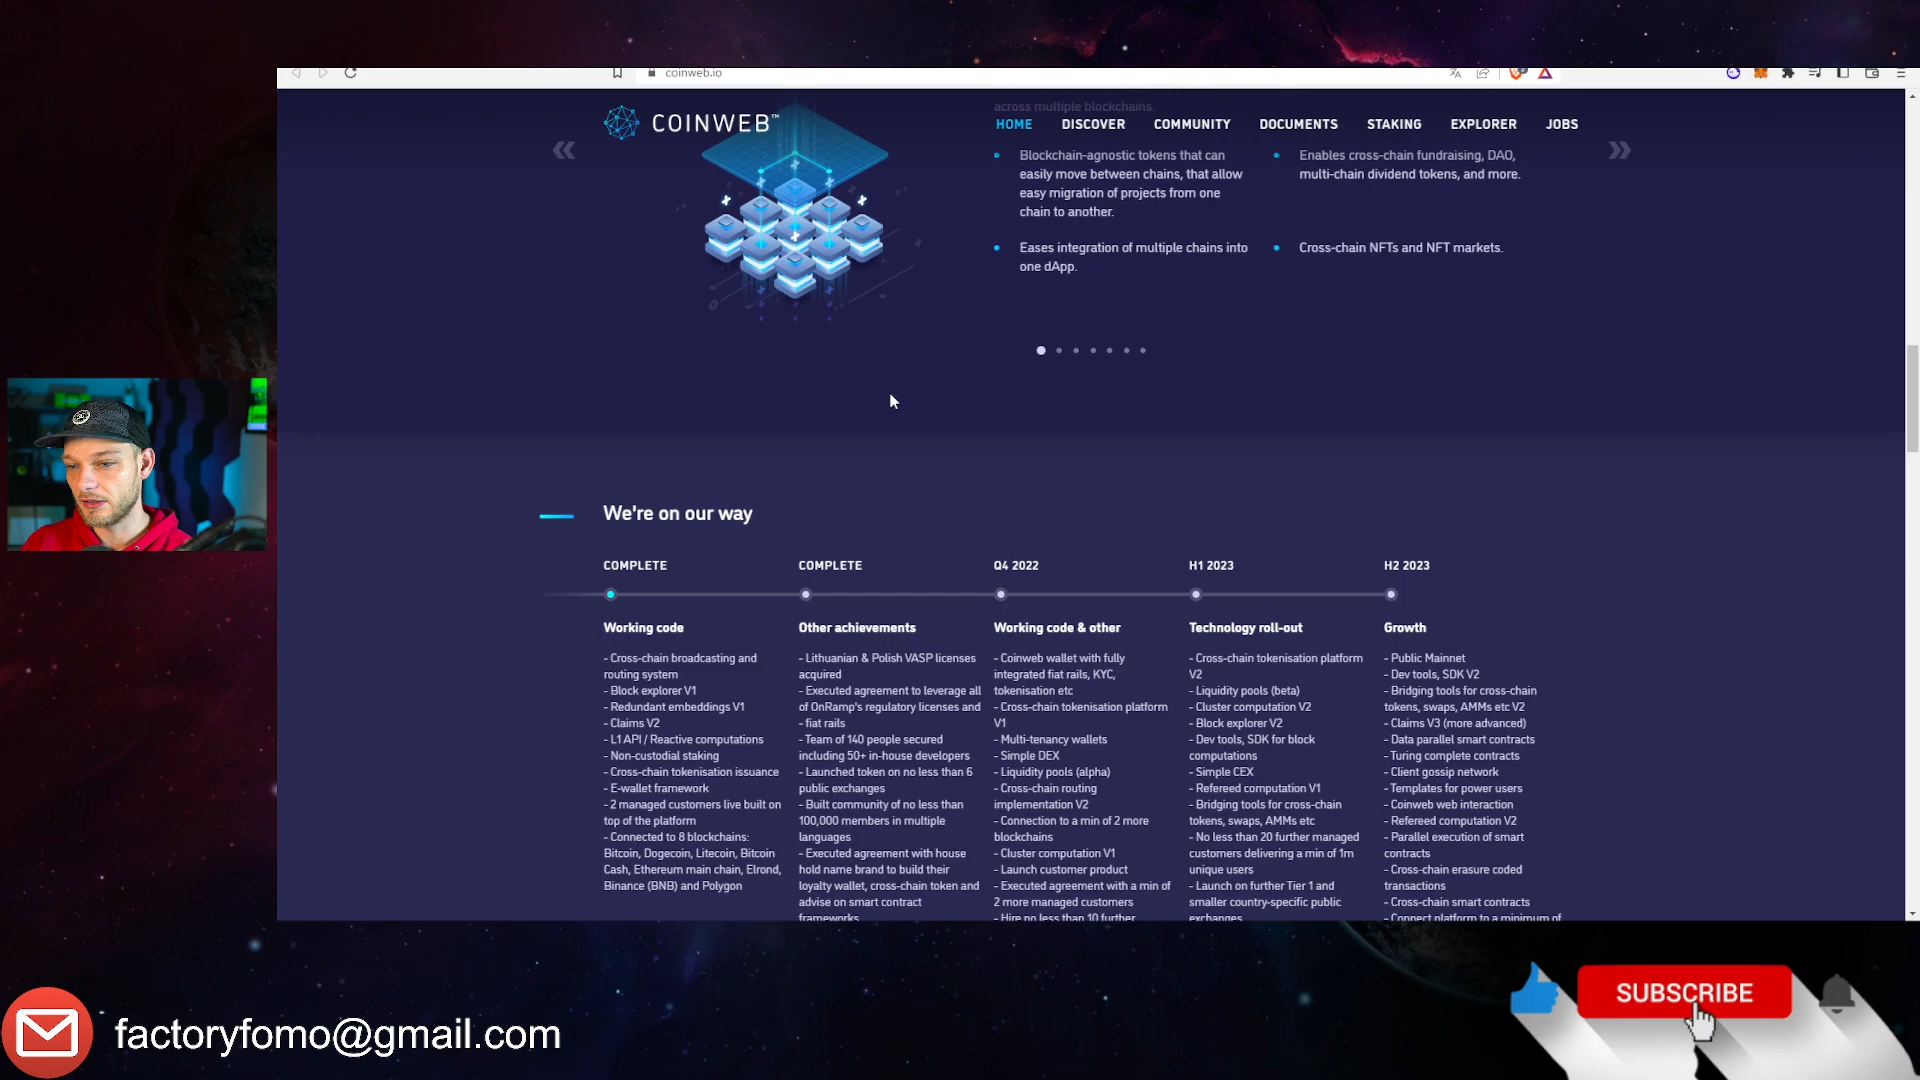 coinweb.io
across multiple blockchains.
COINWEB™
HOME
DISCOVER
COMMUNITY
DOCUMENTS
STAKING
EXPLORER
JOBS
«
»
• Blockchain-agnostic tokens that can
easily move between chains, that allow
easy migration of projects from one
chain to another.
• Enables cross-chain fundraising, DAO,
multi-chain dividend tokens, and more.
• Eases integration of multiple chains into
one dApp.
• Cross-chain NFTs and NFT markets.
We're on our way
COMPLETE
Working code
- Cross-chain broadcasting and
routing system
- Block explorer V1
- Redundant embeddings V1
- Claims V2
- L1 API / Reactive computations
- Non-custodial staking
- Cross-chain tokenisation issuance
- E-wallet framework
- 2 managed customers live built on
top of the platform
- Connected to 8 blockchains:
Bitcoin, Dogecoin, Litecoin, Bitcoin
Cash, Ethereum main chain, Elrond,
Binance (BNB) and Polygon
COMPLETE
Other achievements
- Lithuanian & Polish VASP licenses
acquired
- Executed agreement to leverage all
of OnRamp's regulatory licenses and
- fiat rails
- Team of 140 people secured
including 50+ in-house developers
- Launched token on no less than 6
public exchanges
- Built community of no less than
100,000 members in multiple
languages
- Executed agreement with house
hold name brand to build their
loyalty wallet, cross-chain token and
advise on smart contract
frameworks
Q4 2022
Working code & other
- Coinweb wallet with fully
integrated fiat rails, KYC,
tokenisation etc
- Cross-chain tokenisation platform
V1
- Multi-tenancy wallets
- Simple DEX
- Liquidity pools (alpha)
- Cross-chain routing
implementation V2
- Connection to a min of 2 more
blockchains
- Cluster computation V1
- Launch customer product
- Executed agreement with a min of
2 more managed customers
- Hire no less than 10 further
H1 2023
Technology roll-out
- Cross-chain tokenisation platform
V2
- Liquidity pools (beta)
- Cluster computation V2
- Block explorer V2
- Dev tools, SDK for block
computations
- Simple CEX
- Refereed computation V1
- Bridging tools for cross-chain
tokens, swaps, AMMs etc
- No less than 20 further managed
customers delivering a min of 1m
unique users
- Launch on further Tier 1 and
smaller country-specific public
exchanges
H2 2023
Growth
- Public Mainnet
- Dev tools, SDK V2
- Bridging tools for cross-chain
tokens, swaps, AMMs etc V2
- Claims V3 (more advanced)
- Data parallel smart contracts
- Turing complete contracts
- Client gossip network
- Templates for power users
- Coinweb web interaction
- Refereed computation V2
- Parallel execution of smart
contracts
- Cross-chain erasure coded
transactions
- Cross-chain smart contracts
- Connect platform to a minimum of
factoryfomo@gmail.com
SUBSCRIBE